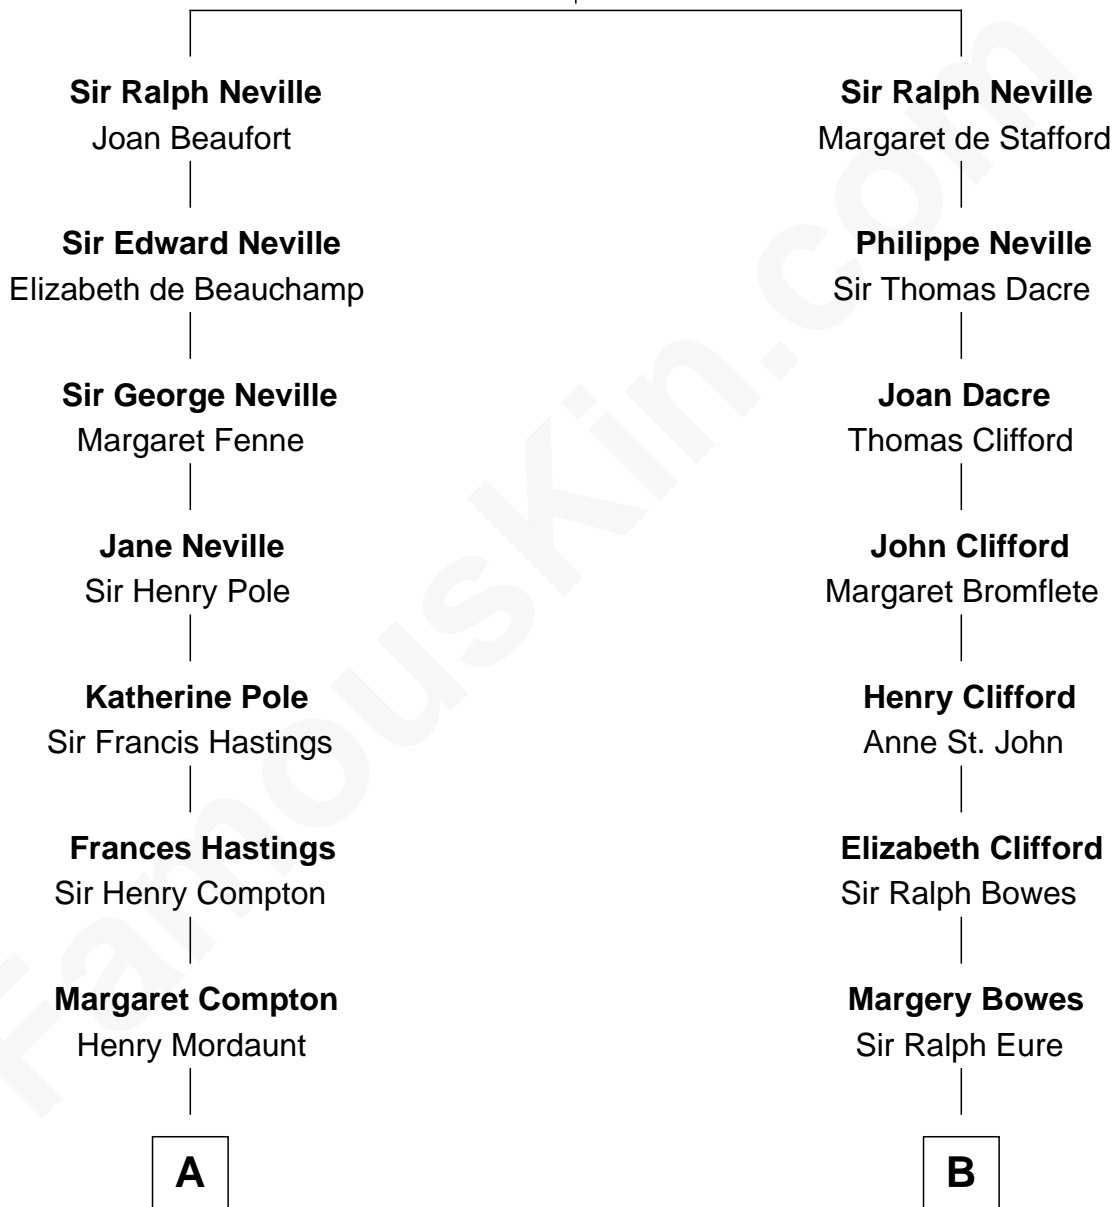 Sir Ralph Neville
Joan Beaufort
Sir Edward Neville
Elizabeth de Beauchamp
Sir George Neville
Margaret Fenne
Jane Neville
Sir Henry Pole
Katherine Pole
Sir Francis Hastings
Frances Hastings
Sir Henry Compton
Margaret Compton
Henry Mordaunt
A
Sir Ralph Neville
Margaret de Stafford
Philippe Neville
Sir Thomas Dacre
Joan Dacre
Thomas Clifford
John Clifford
Margaret Bromflete
Henry Clifford
Anne St. John
Elizabeth Clifford
Sir Ralph Bowes
Margery Bowes
Sir Ralph Eure
B
FamousKin.com